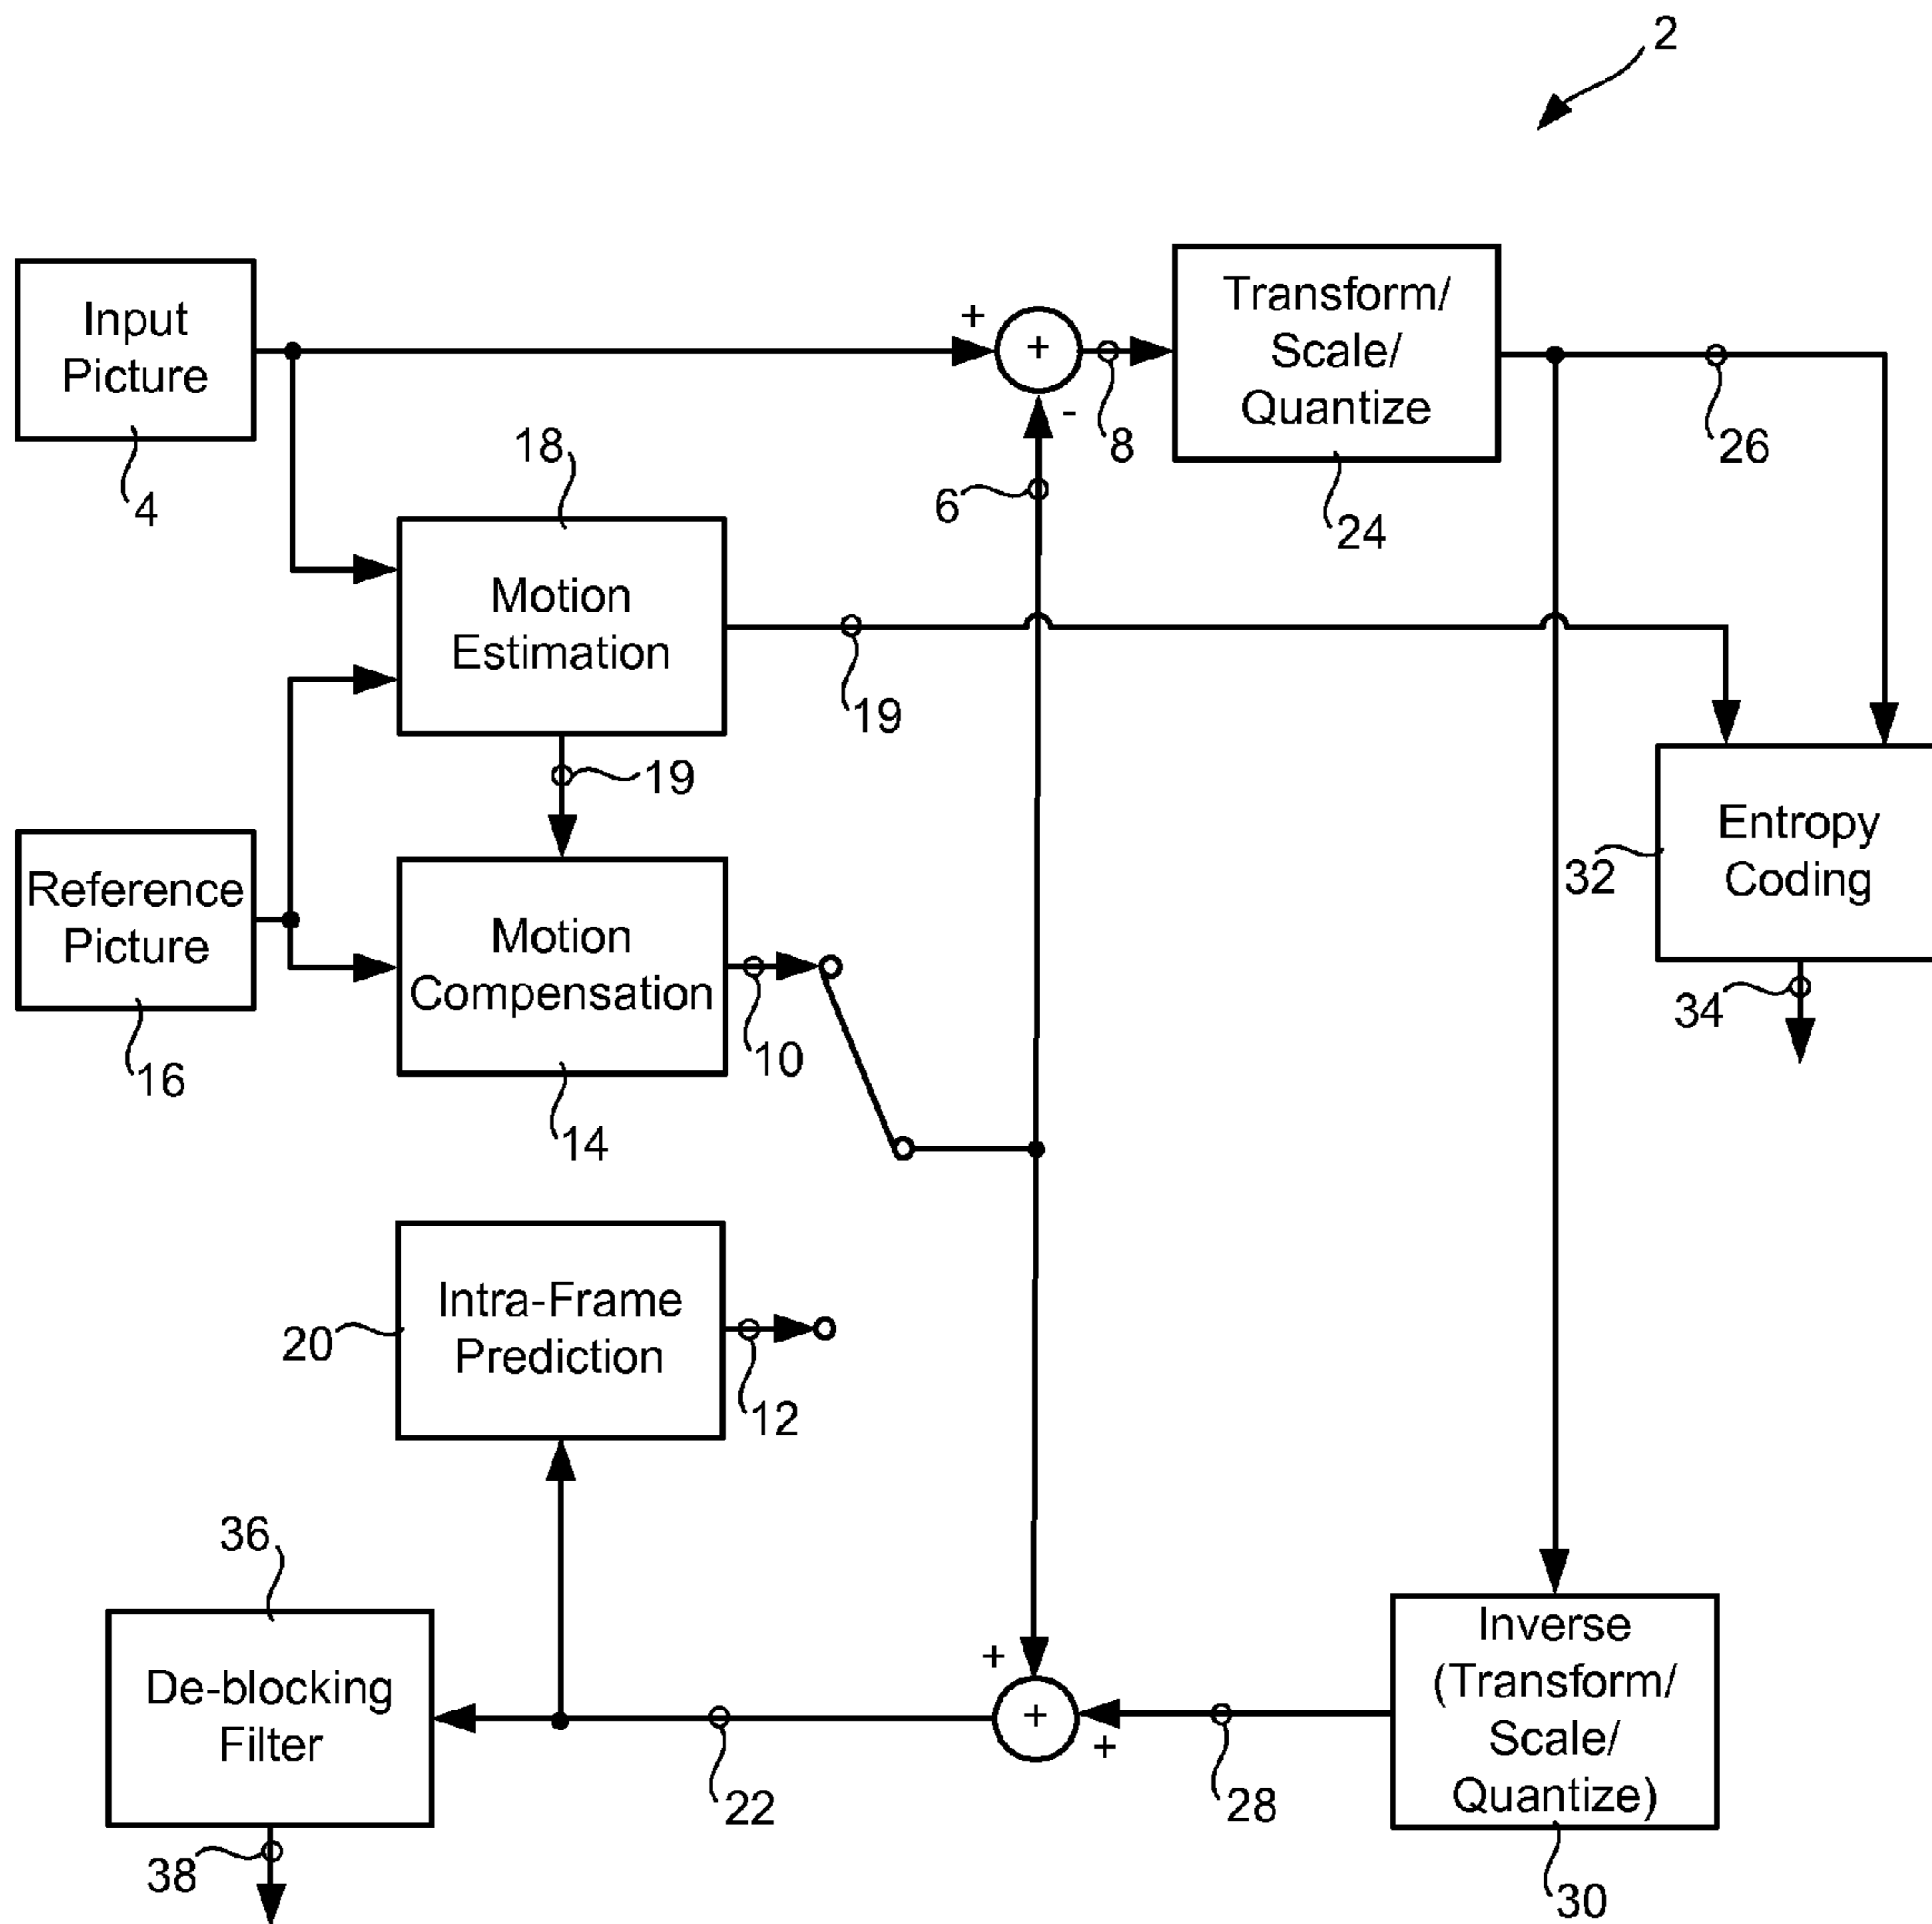 2
Input
Picture
4
+
+
-
6
8
Transform/
Scale/
Quantize
24
26
18
Motion
Estimation
19
19
Reference
Picture
16
Motion
Compensation
14
10
Entropy
Coding
32
34
Intra-Frame
Prediction
20
12
36
De-blocking
Filter
38
22
+
+
+
28
Inverse
(Transform/
Scale/
Quantize)
30